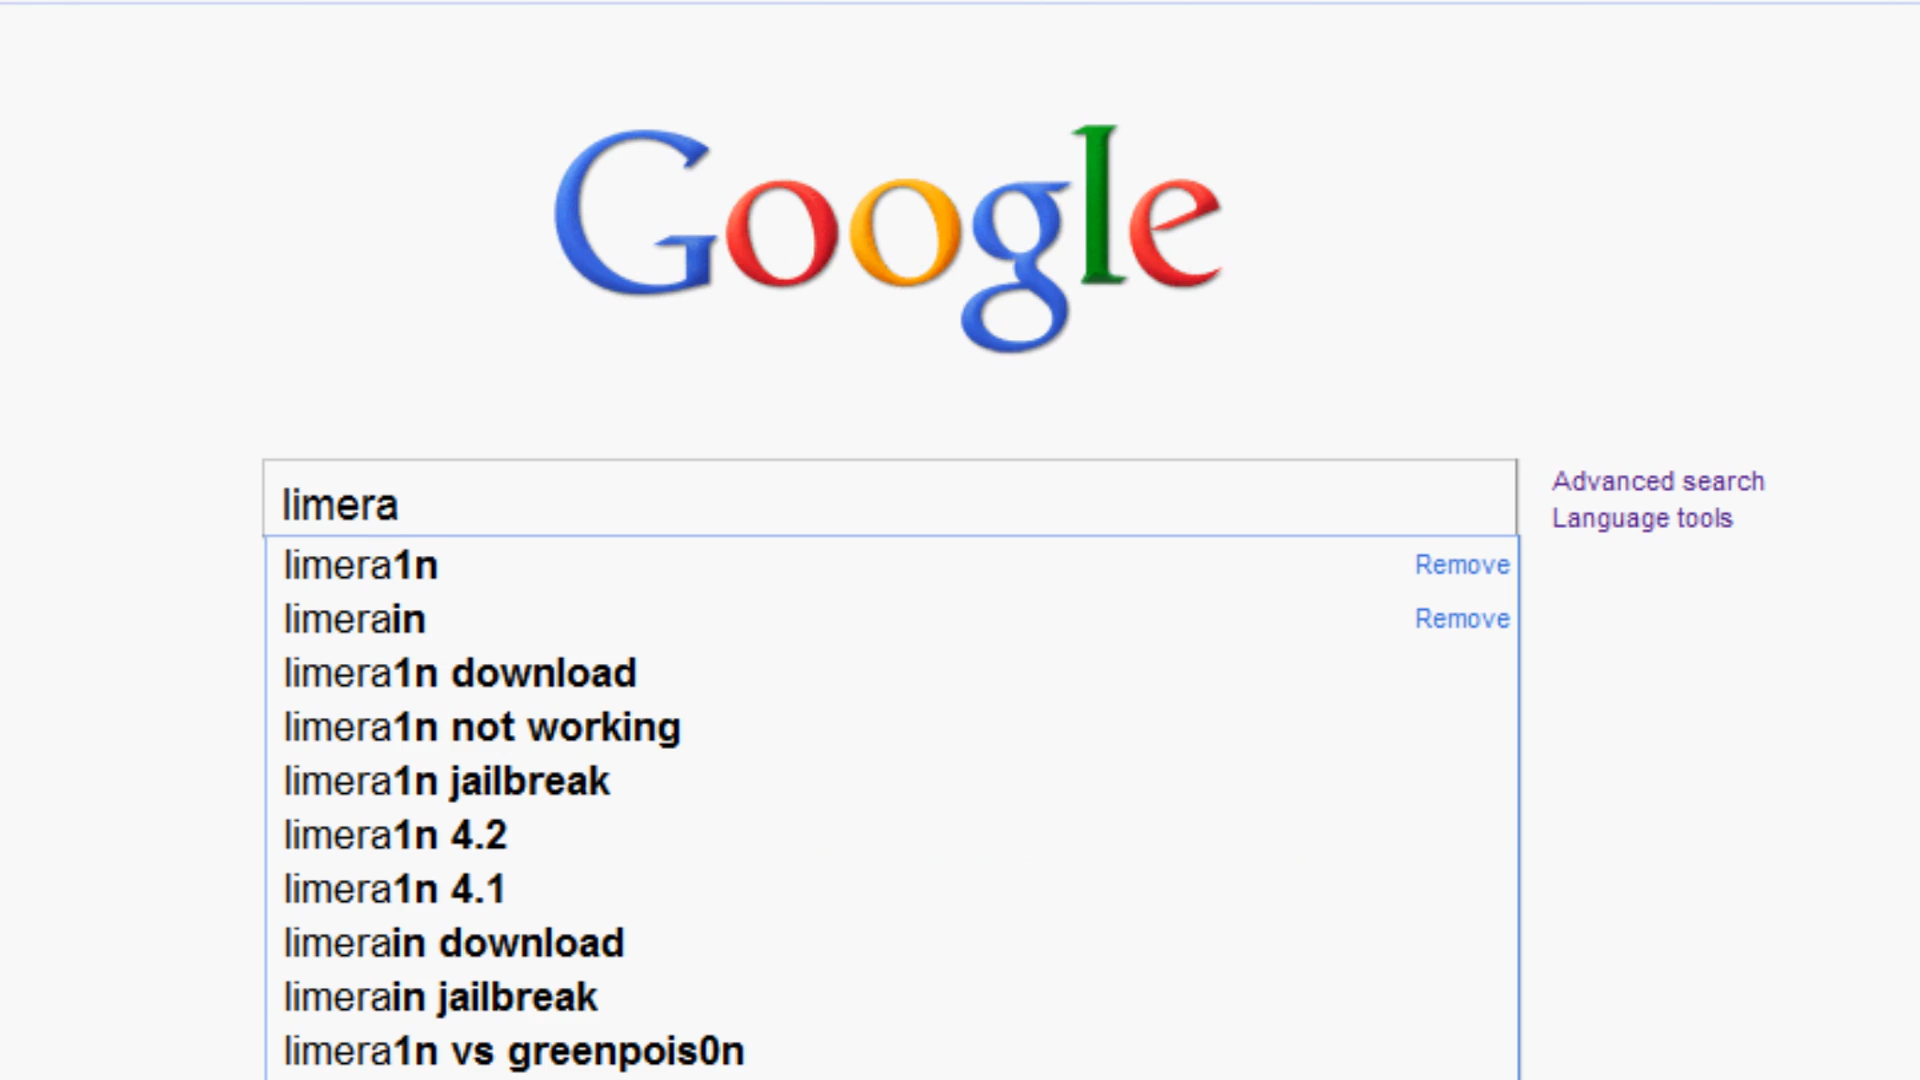 Google
limera
Advanced search
Language tools
limera1n
Remove
limerain
Remove
limera1n download
limera1n not working
limera1n jailbreak
limera1n 4.2
limera1n 4.1
limerain download
limerain jailbreak
limera1n vs greenpois0n